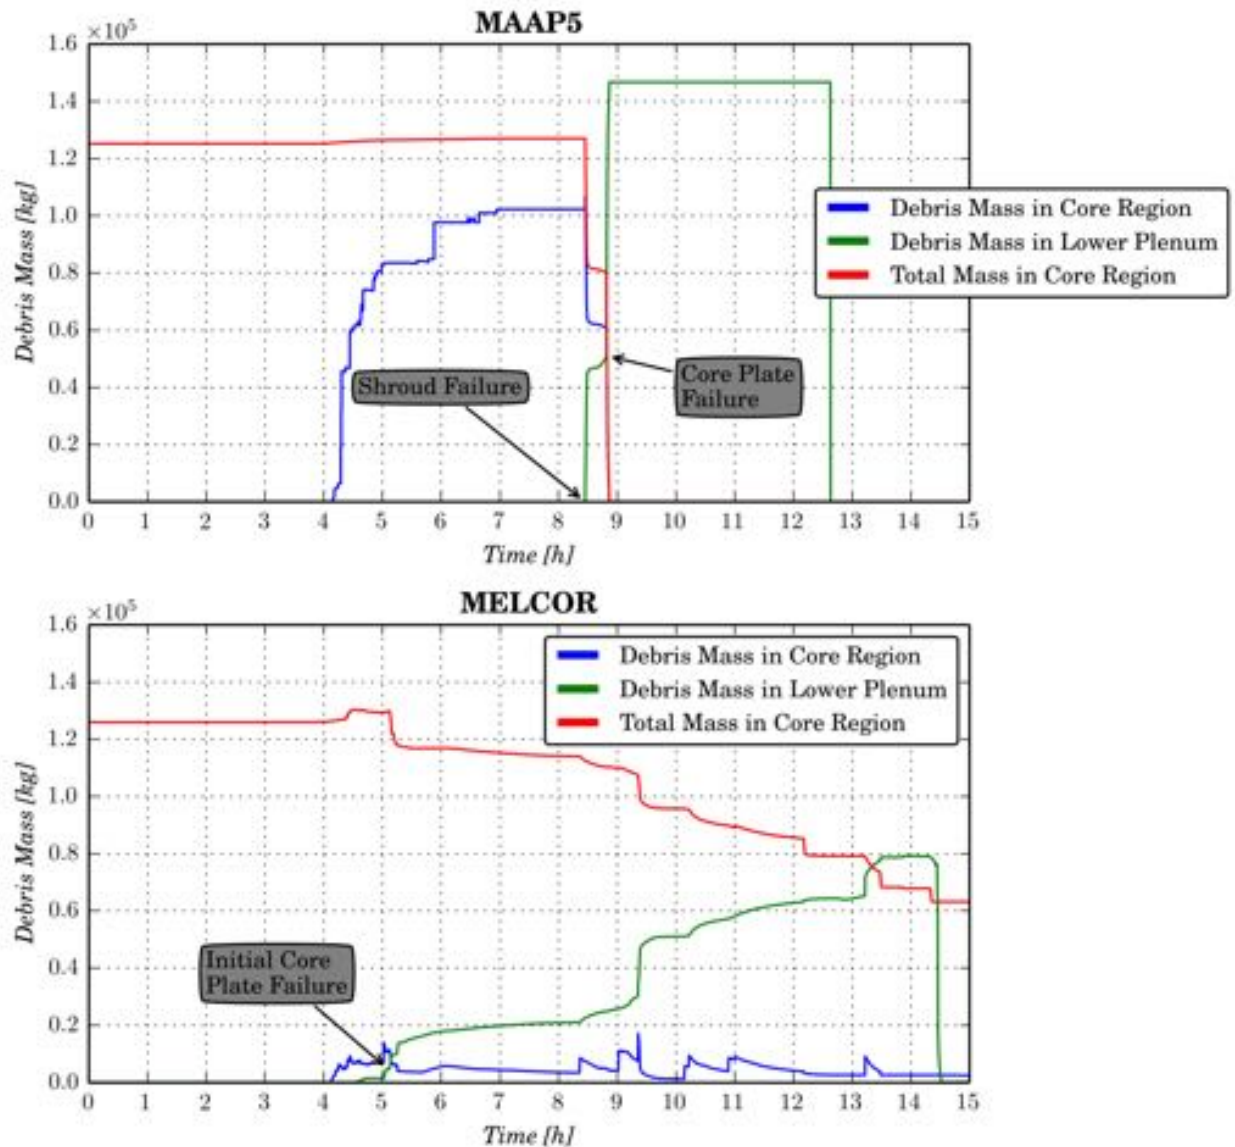 MAAP5
×10⁵
1.6
1.4
1.2
1.0
0.8
0.6
0.4
0.2
0.0
Debris Mass [kg]
Debris Mass in Core Region
Debris Mass in Lower Plenum
Total Mass in Core Region
Shroud Failure
Core Plate
Failure
0 1 2 3 4 5 6 7 8 9 10 11 12 13 14 15
Time [h]
MELCOR
×10⁵
1.6
1.4
1.2
1.0
0.8
0.6
0.4
0.2
0.0
Debris Mass [kg]
Debris Mass in Core Region
Debris Mass in Lower Plenum
Total Mass in Core Region
Initial Core
Plate Failure
0 1 2 3 4 5 6 7 8 9 10 11 12 13 14 15
Time [h]